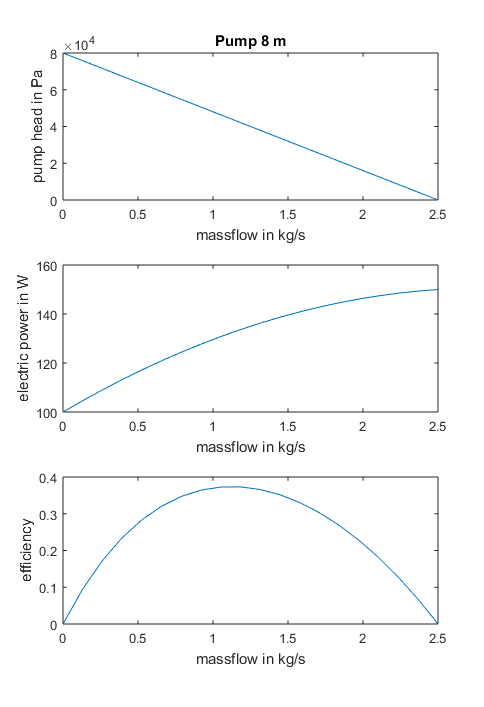 Pump 8 m
×10^4
8
6
4
2
0
pump head in Pa
0 0.5 1 1.5 2 2.5
massflow in kg/s
160
140
120
100
electric power in W
0 0.5 1 1.5 2 2.5
massflow in kg/s
0.4
0.3
0.2
0.1
0
efficiency
0 0.5 1 1.5 2 2.5
massflow in kg/s